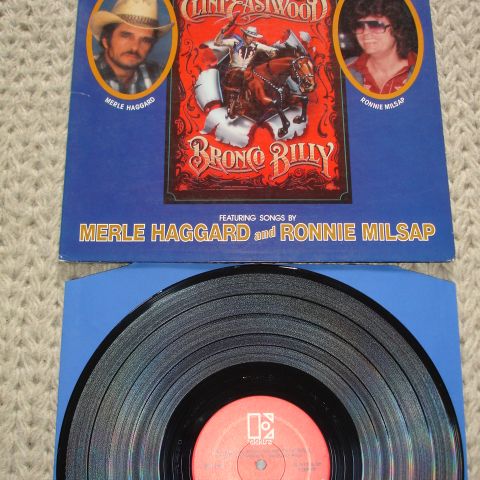 CLINT EASTWOOD
MERLE HAGGARD
RONNIE MILSAP
BRONCO BILLY
FEATURING SONGS BY
MERLE HAGGARD and RONNIE MILSAP